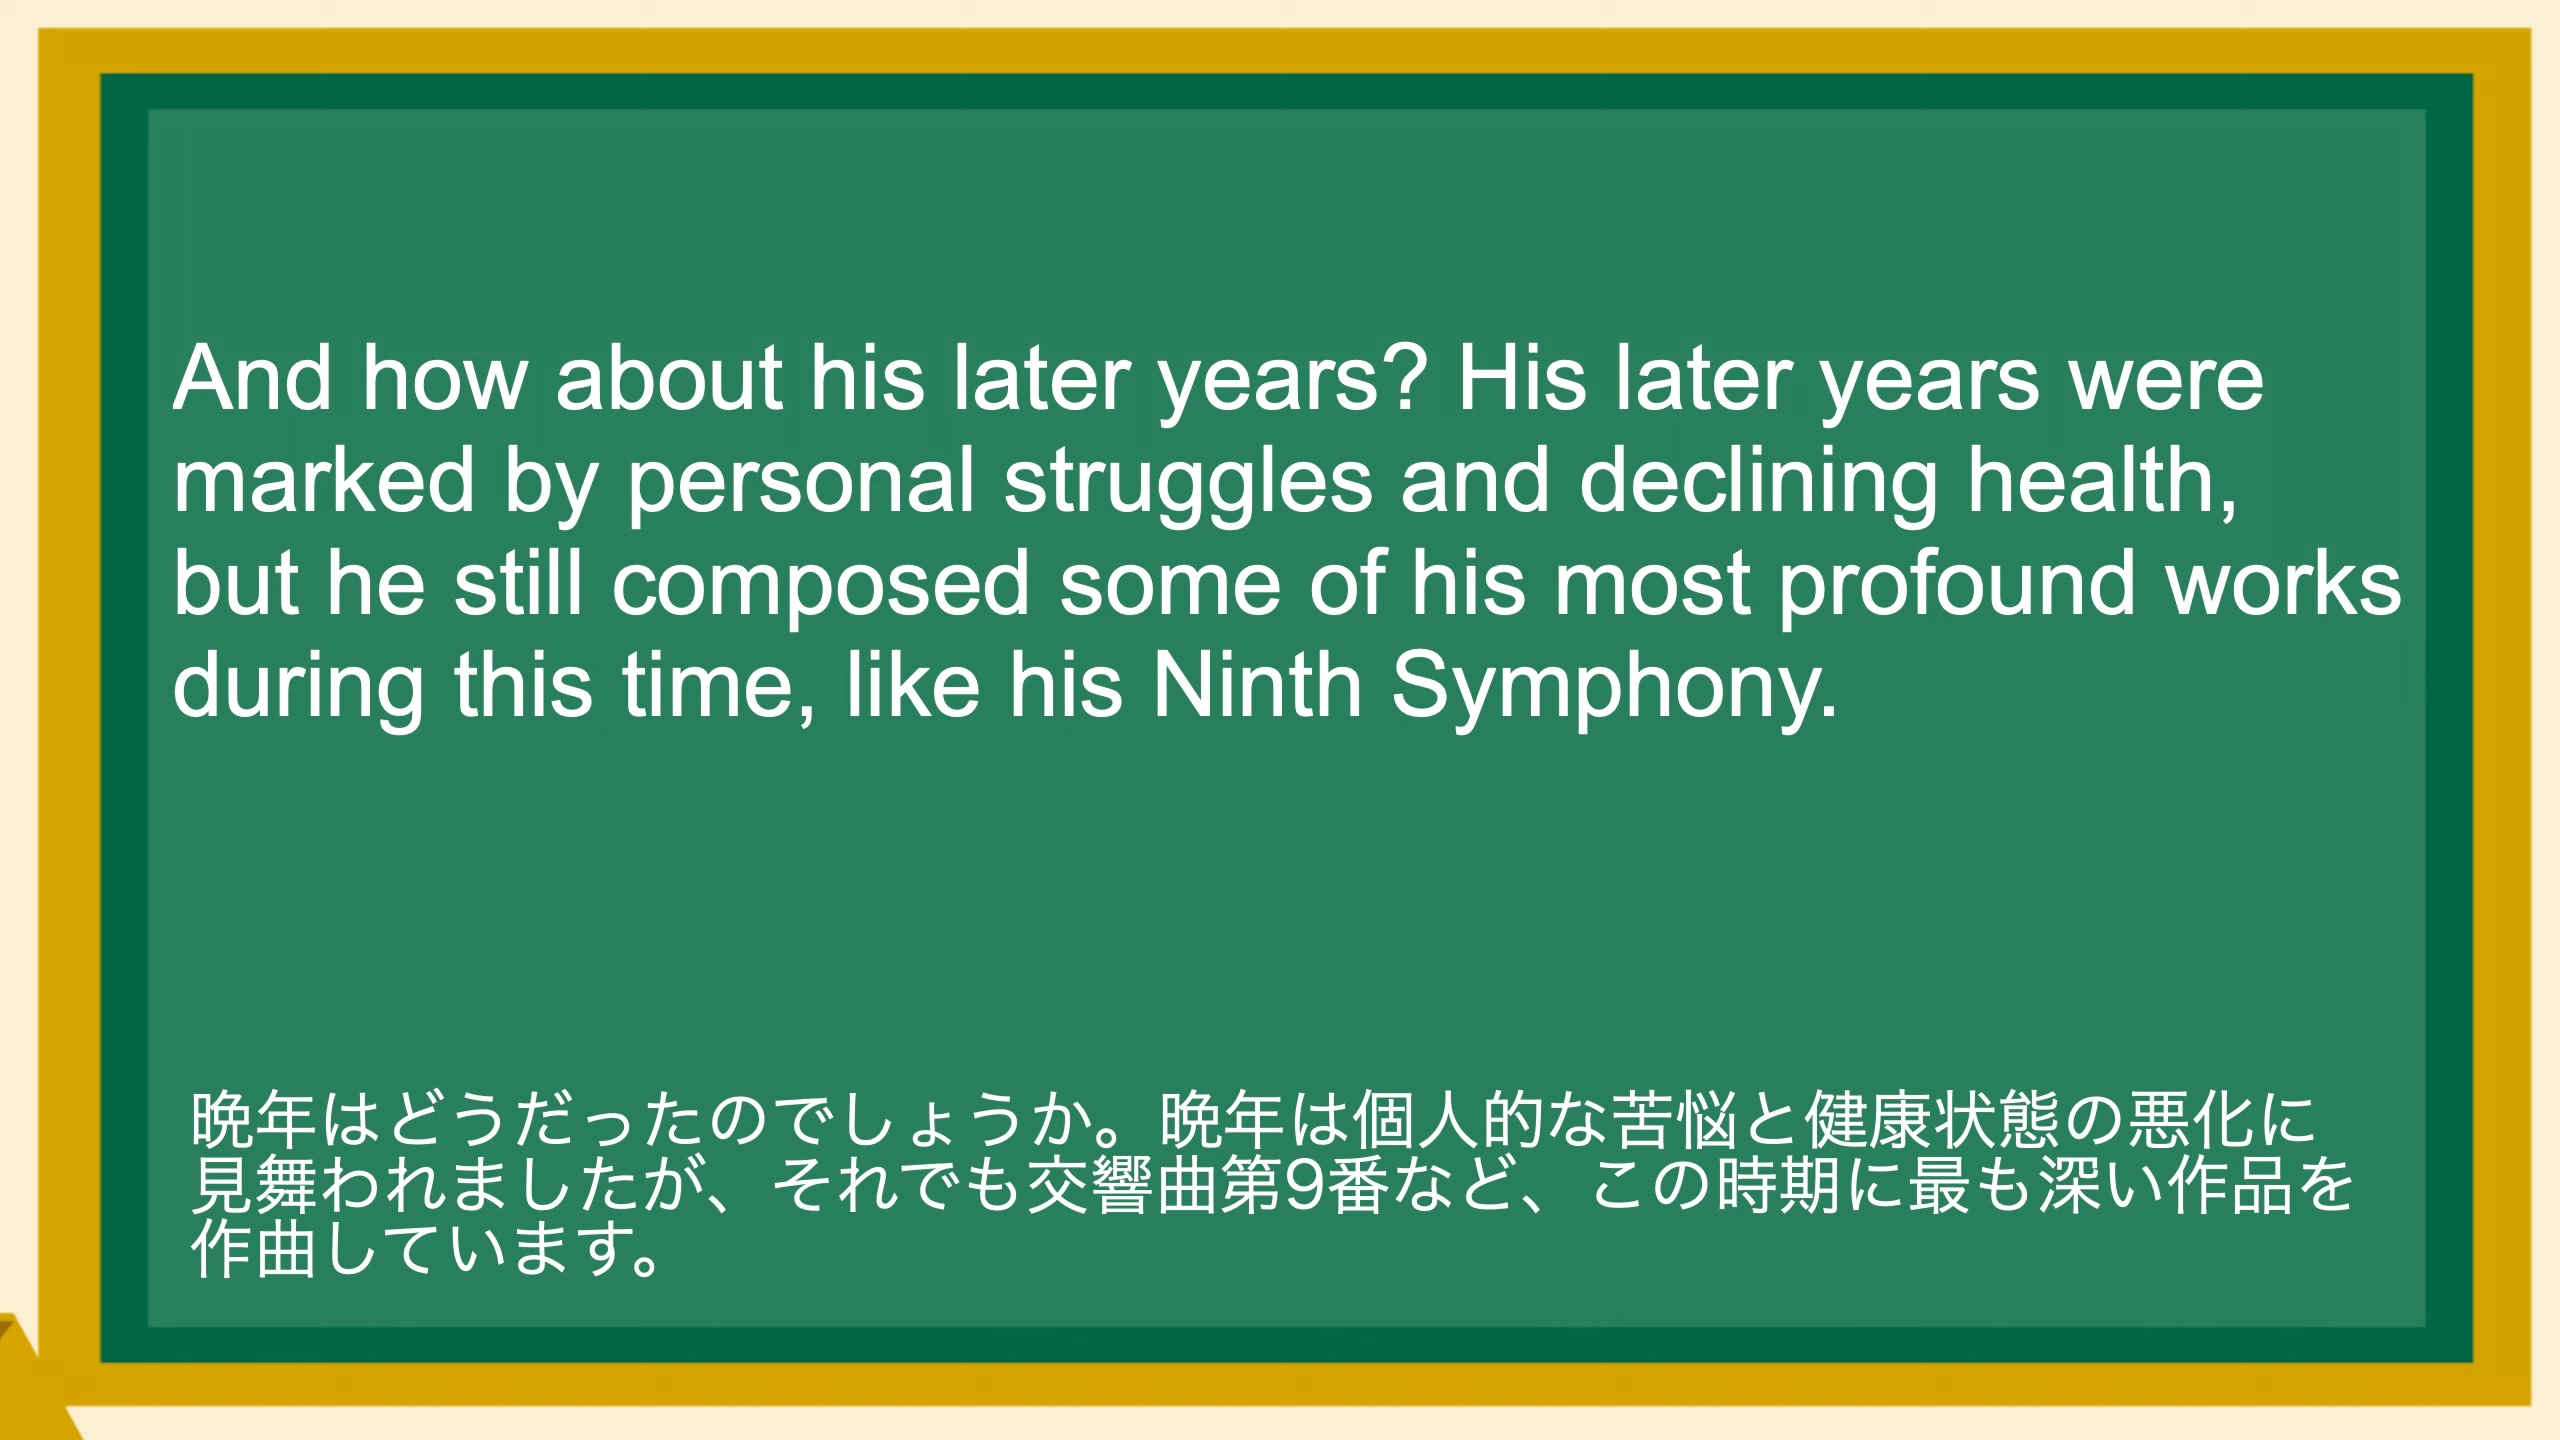 And how about his later years? His later years were
marked by personal struggles and declining health,
but he still composed some of his most profound works
during this time, like his Ninth Symphony.
晩年はどうだったのでしょうか。晩年は個人的な苦悩と健康状態の悪化に
見舞われましたが、それでも交響曲第9番など、この時期に最も深い作品を
作曲しています。